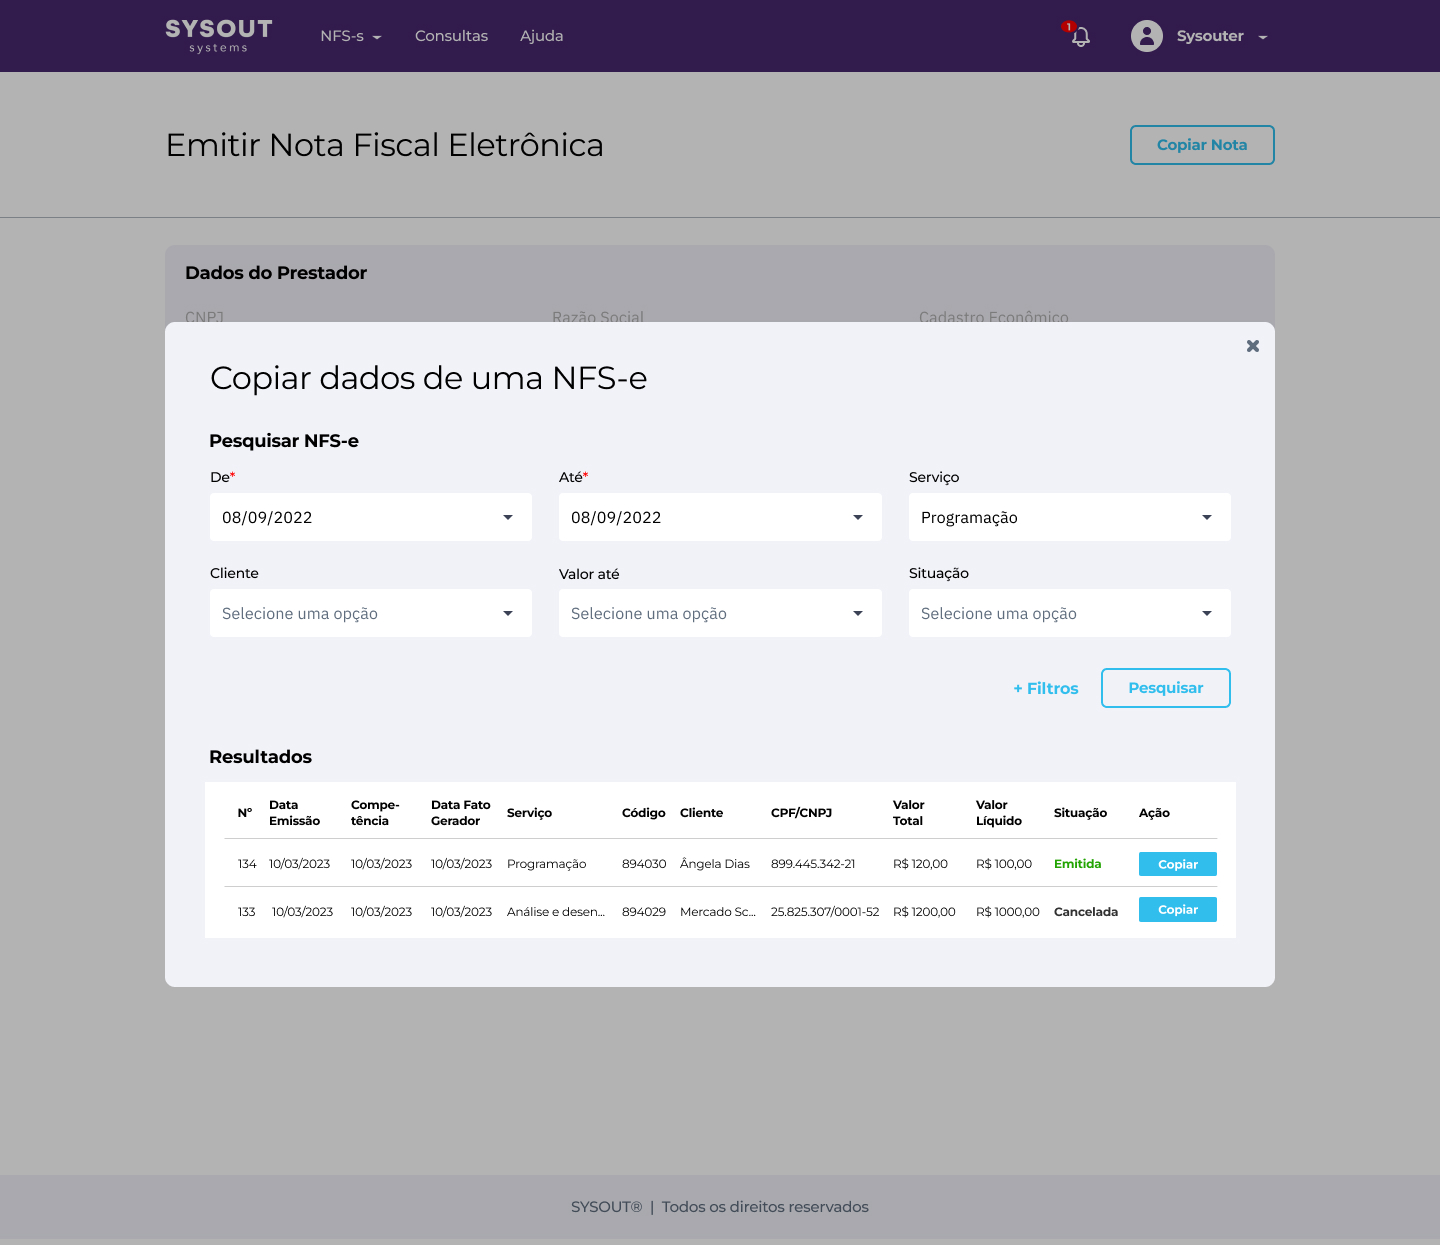 SYSOUT
systems
NFS-s
Consultas
Ajuda
1
Sysouter
Emitir Nota Fiscal Eletrônica
Copiar Nota
Dados do Prestador
CNPJ
Razão Social
Cadastro Econômico
Copiar dados de uma NFS-e
Pesquisar NFS-e
De*
Até*
Serviço
08/09/2022
08/09/2022
Programação
Cliente
Valor até
Situação
Selecione uma opção
Selecione uma opção
Selecione uma opção
+ Filtros
Pesquisar
Resultados
Nº
Data
Emissão
Compe-
tência
Data Fato
Gerador
Serviço
Código
Cliente
CPF/CNPJ
Valor
Total
Valor
Líquido
Situação
Ação
134 10/03/2023 10/03/2023 10/03/2023 Programação 894030 Ângela Dias 899.445.342-21 R$ 120,00 R$ 100,00 Emitida Copiar
133 10/03/2023 10/03/2023 10/03/2023 Análise e desen... 894029 Mercado Sc... 25.825.307/0001-52 R$ 1200,00 R$ 1000,00 Cancelada Copiar
SYSOUT® | Todos os direitos reservados